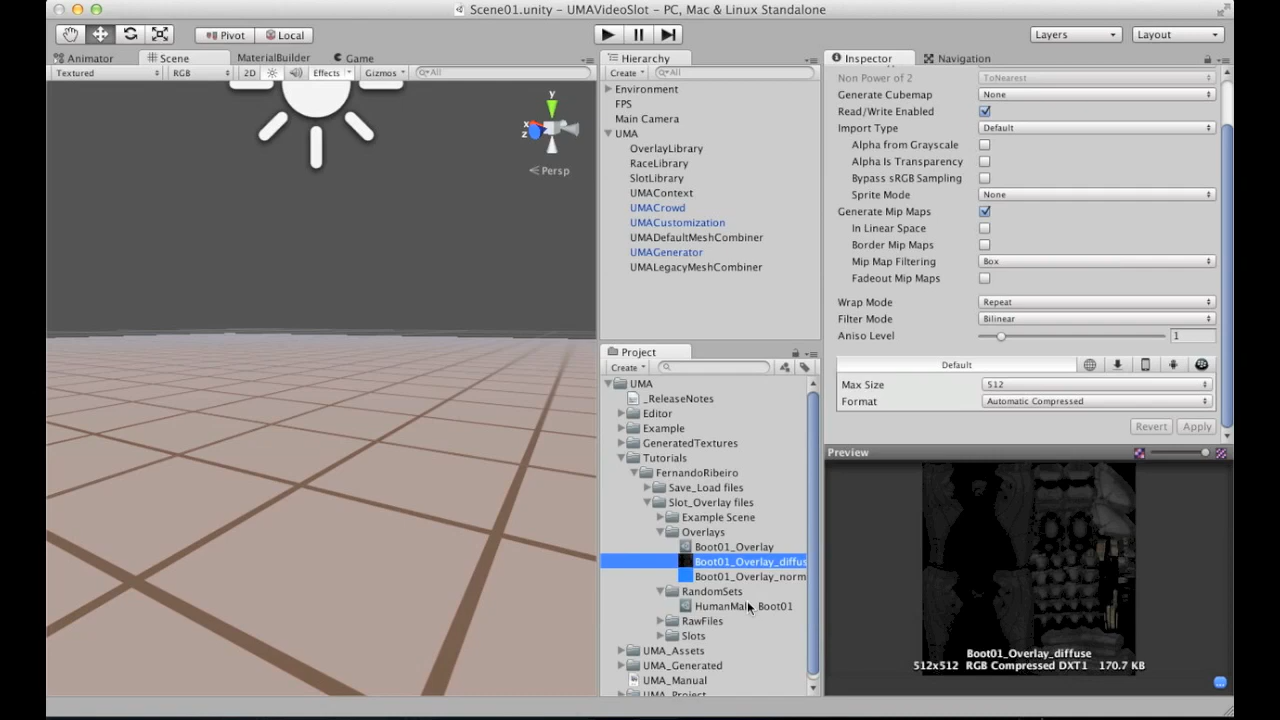 Scene01.unity – UMAVideoSlot – PC, Mac & Linux Standalone
Pivot Local Layers Layout
Animator Scene MaterialBuilder Game
Textured RGB 2D Effects Gizmos All
y
x
z
Persp
Hierarchy
Create All
Environment
FPS
Main Camera
UMA
OverlayLibrary
RaceLibrary
SlotLibrary
UMAContext
UMACrowd
UMACustomization
UMADefaultMeshCombiner
UMAGenerator
UMALegacyMeshCombiner
Project
Create
UMA
_ReleaseNotes
Editor
Example
GeneratedTextures
Tutorials
FernandoRibeiro
Save_Load files
Slot_Overlay files
Example Scene
Overlays
Boot01_Overlay
Boot01_Overlay_diffus
Boot01_Overlay_norm
RandomSets
HumanMal _Boot01
RawFiles
Slots
UMA_Assets
UMA_Generated
UMA_Manual
UMA_Project
Inspector Navigation
Non Power of 2 ToNearest
Generate Cubemap None
Read/Write Enabled
Import Type Default
Alpha from Grayscale
Alpha Is Transparency
Bypass sRGB Sampling
Sprite Mode None
Generate Mip Maps
In Linear Space
Border Mip Maps
Mip Map Filtering Box
Fadeout Mip Maps
Wrap Mode Repeat
Filter Mode Bilinear
Aniso Level 1
Default
Max Size 512
Format Automatic Compressed
Revert Apply
Preview
Boot01_Overlay_diffuse
512x512 RGB Compressed DXT1 170.7 KB